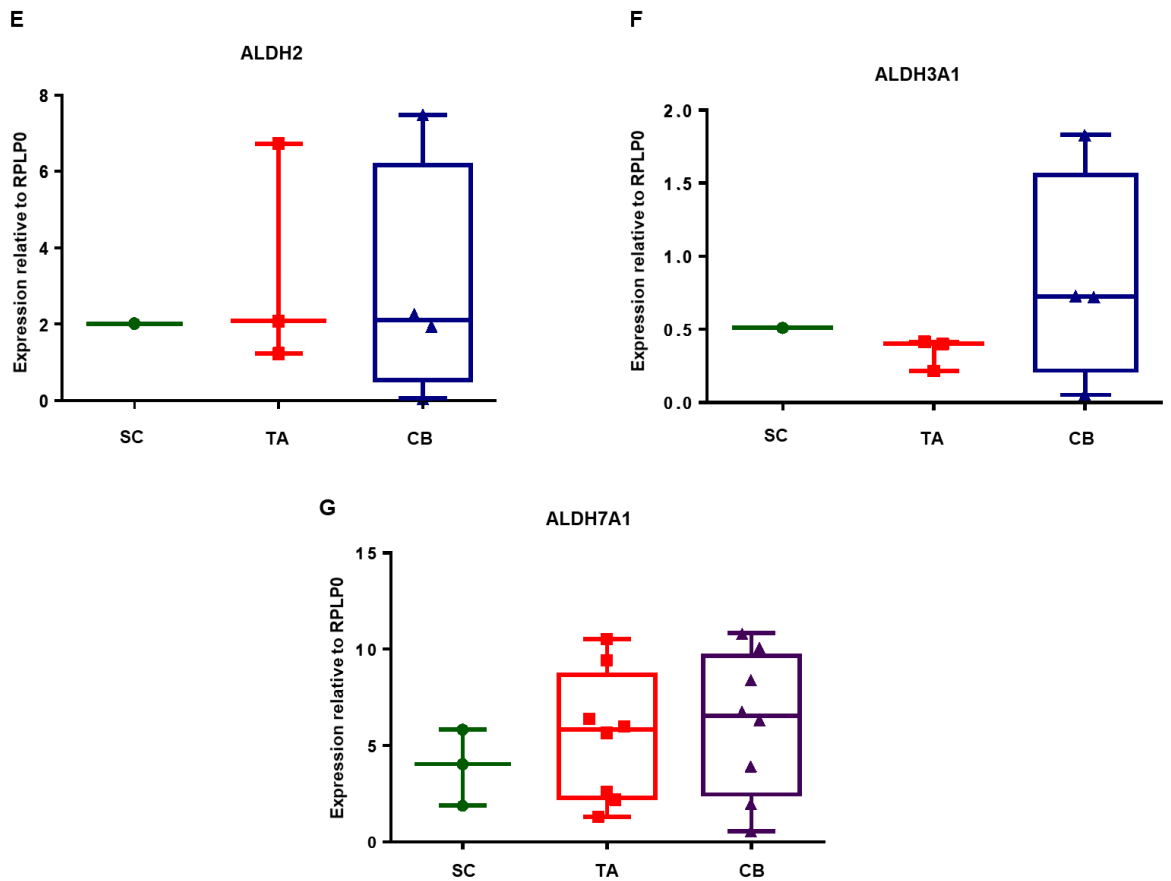 E
ALDH2
Expression relative to RPLP0
8
6
4
2
0
SC TA CB
F
ALDH3A1
Expression relative to RPLP0
2.0
1.5
1.0
0.5
0.0
SC TA CB
G
ALDH7A1
Expression relative to RPLP0
15
10
5
0
SC TA CB